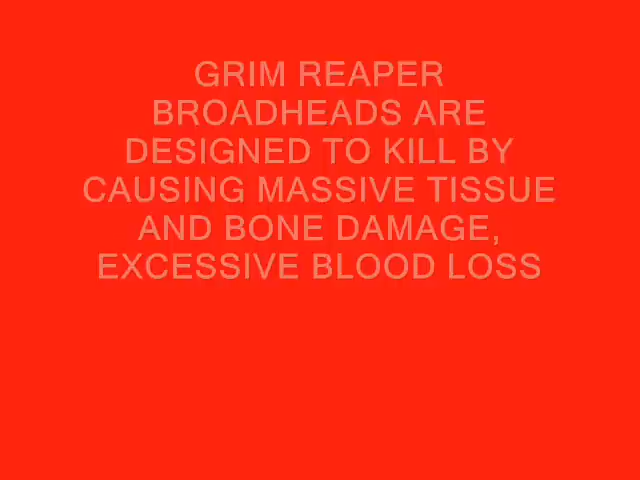 GRIM REAPER
BROADHEADS ARE
DESIGNED TO KILL BY
CAUSING MASSIVE TISSUE
AND BONE DAMAGE,
EXCESSIVE BLOOD LOSS